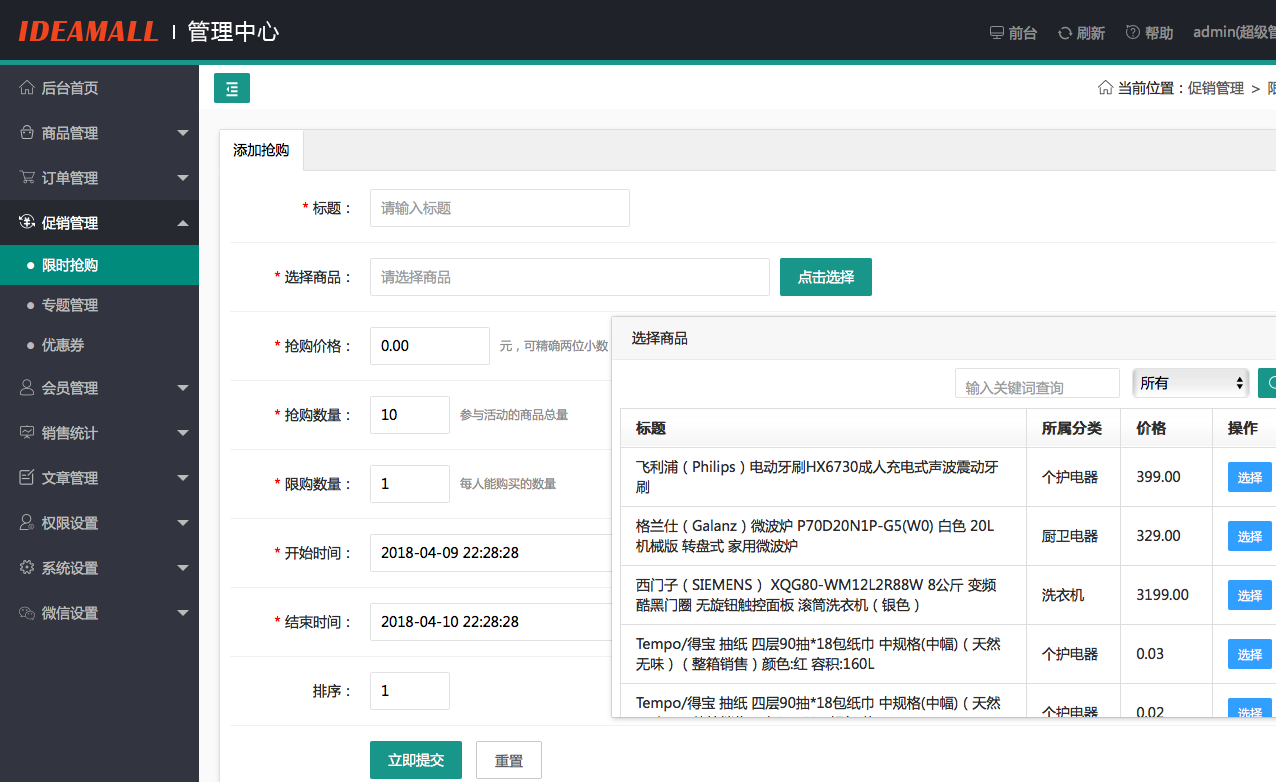 IDEAMALL | 管理中心
前台
刷新
帮助
admin(超级管
后台首页
商品管理
订单管理
促销管理
限时抢购
专题管理
优惠券
会员管理
销售统计
文章管理
权限设置
系统设置
微信设置
当前位置：促销管理 > 限
添加抢购
* 标题： 请输入标题
* 选择商品： 请选择商品 点击选择
* 抢购价格： 0.00 元，可精确两位小数
* 抢购数量： 10 参与活动的商品总量
* 限购数量： 1 每人能购买的数量
* 开始时间： 2018-04-09 22:28:28
* 结束时间： 2018-04-10 22:28:28
排序： 1
立即提交 重置
选择商品
输入关键词查询 所有
标题 所属分类 价格 操作
飞利浦（Philips）电动牙刷HX6730成人充电式声波震动牙
刷
个护电器 399.00 选择
格兰仕（Galanz）微波炉 P70D20N1P-G5(W0) 白色 20L
机械版 转盘式 家用微波炉
厨卫电器 329.00 选择
西门子（SIEMENS） XQG80-WM12L2R88W 8公斤 变频
酷黑门圈 无旋钮触控面板 滚筒洗衣机（银色）
洗衣机 3199.00 选择
Tempo/得宝 抽纸 四层90抽*18包纸巾 中规格(中幅)（天然
无味）（整箱销售）颜色:红 容积:160L
个护电器 0.03 选择
Tempo/得宝 抽纸 四层90抽*18包纸巾 中规格(中幅)（天然
个护电器 0.02 选择